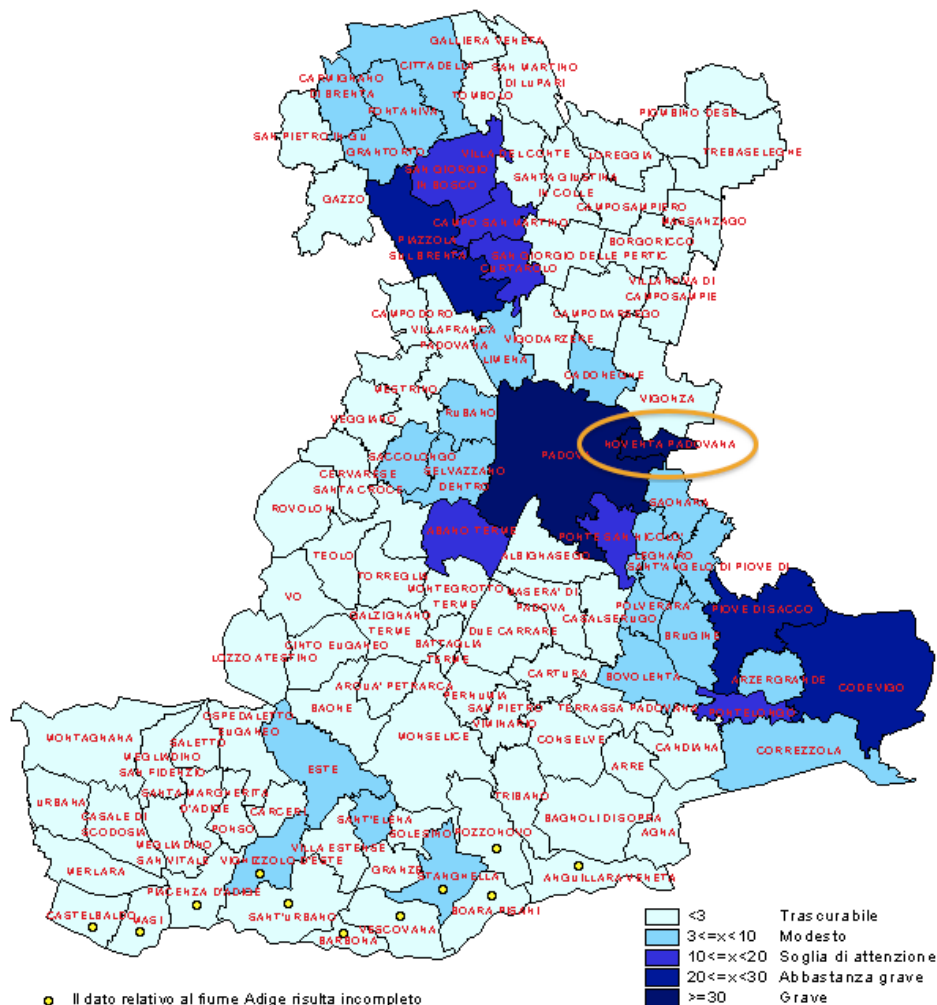 GALLIERA VENETA
CITTADELLA
SAN MARTINO
DI LUPARI
CARMIGNANO
DI BRENTA
TOMBOLO
FONTANIVA
PIOMBINO DESE
SAN PIETRO IN GU
GRANTORTO
VILLA DEL CONTE
LOREGGIA
TREBASELEGHE
SAN GIORGIO
IN BOSCO
SANTA GIUSTINA
IN COLLE
GAZZO
CAMPOSAMPIERO
MASSANZAGO
CAMPO SAN MARTINO
PIAZZOLA
SUL BRENTA
BORGORICCO
SAN GIORGIO DELLE PERTIC
CURTAROLO
VILLANOVA DI
CAMPOSAMPIE
CAMPODORO
CAMPODARSEGO
VILLAFRANCA
PADOVANA
VIGODARZERE
LIMENA
CADONEGHE
MESTRINO
VIGONZA
RUBANO
VEGGIANO
NOVENTA PADOVANA
PADOV
SACCOLONGO
SELVAZZANO
DENTRO
CERVARESE
SANTA CROCE
SAONARA
ROVOLON
ABANO TERME
PONTE SAN NICOLO'
LEGNARO
ALBIGNASEGO
TEOLO
SANT'ANGELO DI PIOVE DI
TORREGLIA
MONTEGROTTO
TERME
MASERA' DI
PADOVA
VO
CASALSERUGO
POLVERARA
PIOVE DI SACCO
GALZIGNANO
TERME
BRUGINE
DUE CARRARE
CINTO EUGANEO
BATTAGLIA
TERME
LOZZO ATESTINO
CARTURA
BOVOLENTA
ARZERGRANDE
CODEVIGO
ARQUA' PETRARCA
PERNUMIA
BAONE
SAN PIETRO
VIMINARIO
TERRASSA PADOVANA
PONTELONGO
OSPEDALETTO
EUGANEO
MONTAGNANA
MONSELICE
CONSELVE
CANDIANA
CORREZZOLA
SALETTO
MEGLIADINO
SAN FIDENZIO
ESTE
ARRE
SANTA MARGHERITA
D'ADIGE
URBANA
TRIBANO
CASALE DI
SCODOSIA
CARCERI
SANT'ELENA
BAGNOLI DI SOPRA
PONSO
SOLESINO
POZZONOVO
AGNA
MEGLIADINO
SAN VITALE
VILLA ESTENSE
VIGHIZZOLO D'ESTE
MERLARA
GRANZE
STANGHELLA
ANGUILLARA VENETA
PIACENZA D'ADIGE
CASTELBALDO
MASI
SANT'URBANO
BOARA PISANI
VESCOVANA
BARBONA
<3 Trascurabile
3<=x<10 Modesto
10<=x<20 Soglia di attenzione
20<=x<30 Abbastanza grave
>=30 Grave
Il dato relativo al fiume Adige risulta incompleto